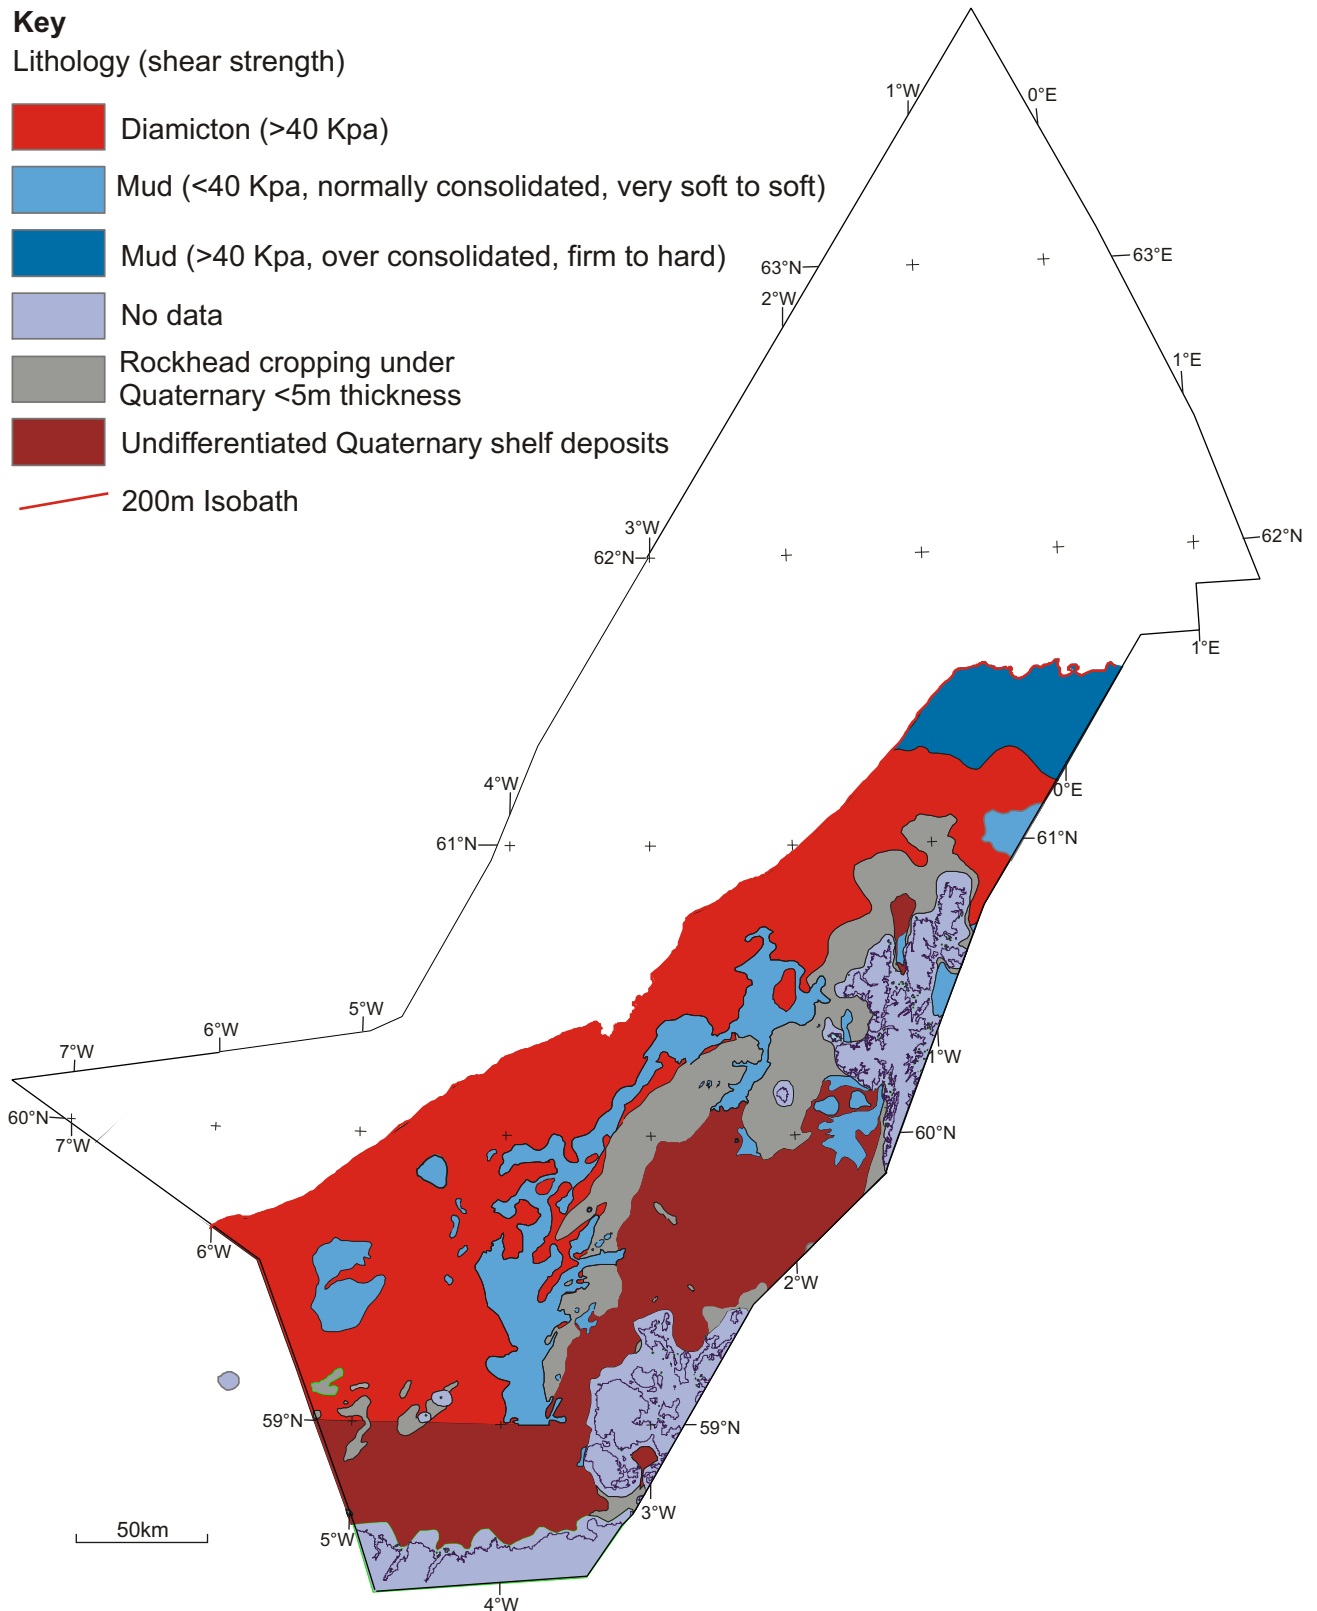 Key
Lithology (shear strength)
Diamicton (>40 Kpa)
Mud (<40 Kpa, normally consolidated, very soft to soft)
Mud (>40 Kpa, over consolidated, firm to hard)
No data
Rockhead cropping under
Quaternary <5m thickness
Undifferentiated Quaternary shelf deposits
200m Isobath
1°W
0°E
63°N
63°E
2°W
1°E
3°W
62°N
62°N
1°E
4°W
0°E
61°N
61°N
5°W
6°W
7°W
1°W
60°N
7°W
60°N
6°W
2°W
59°N
59°N
3°W
50km
5°W
4°W